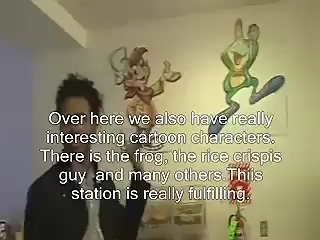 Over here we also have really
interesting cartoon characters.
There is the frog, the rice crispis
guy  and many others.Thiis
station is really fulfilling.